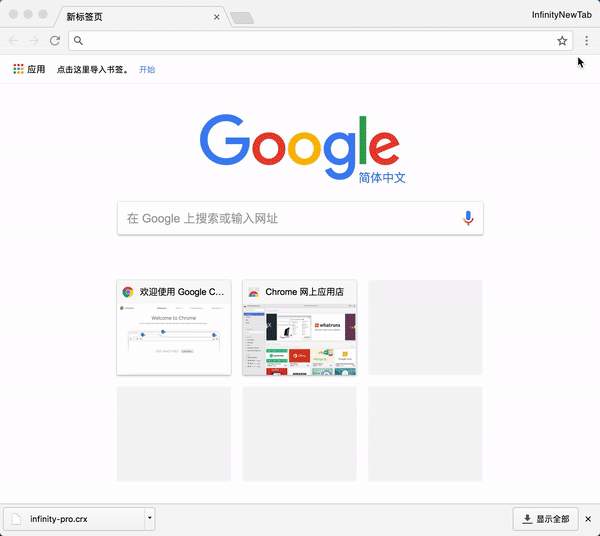 新标签页
InfinityNewTab
应用
点击这里导入书签。 开始
Google
简体中文
在 Google 上搜索或输入网址
欢迎使用 Google C...
Chrome 网上应用店
Welcome to Chrome
whatruns
infinity-pro.crx
显示全部